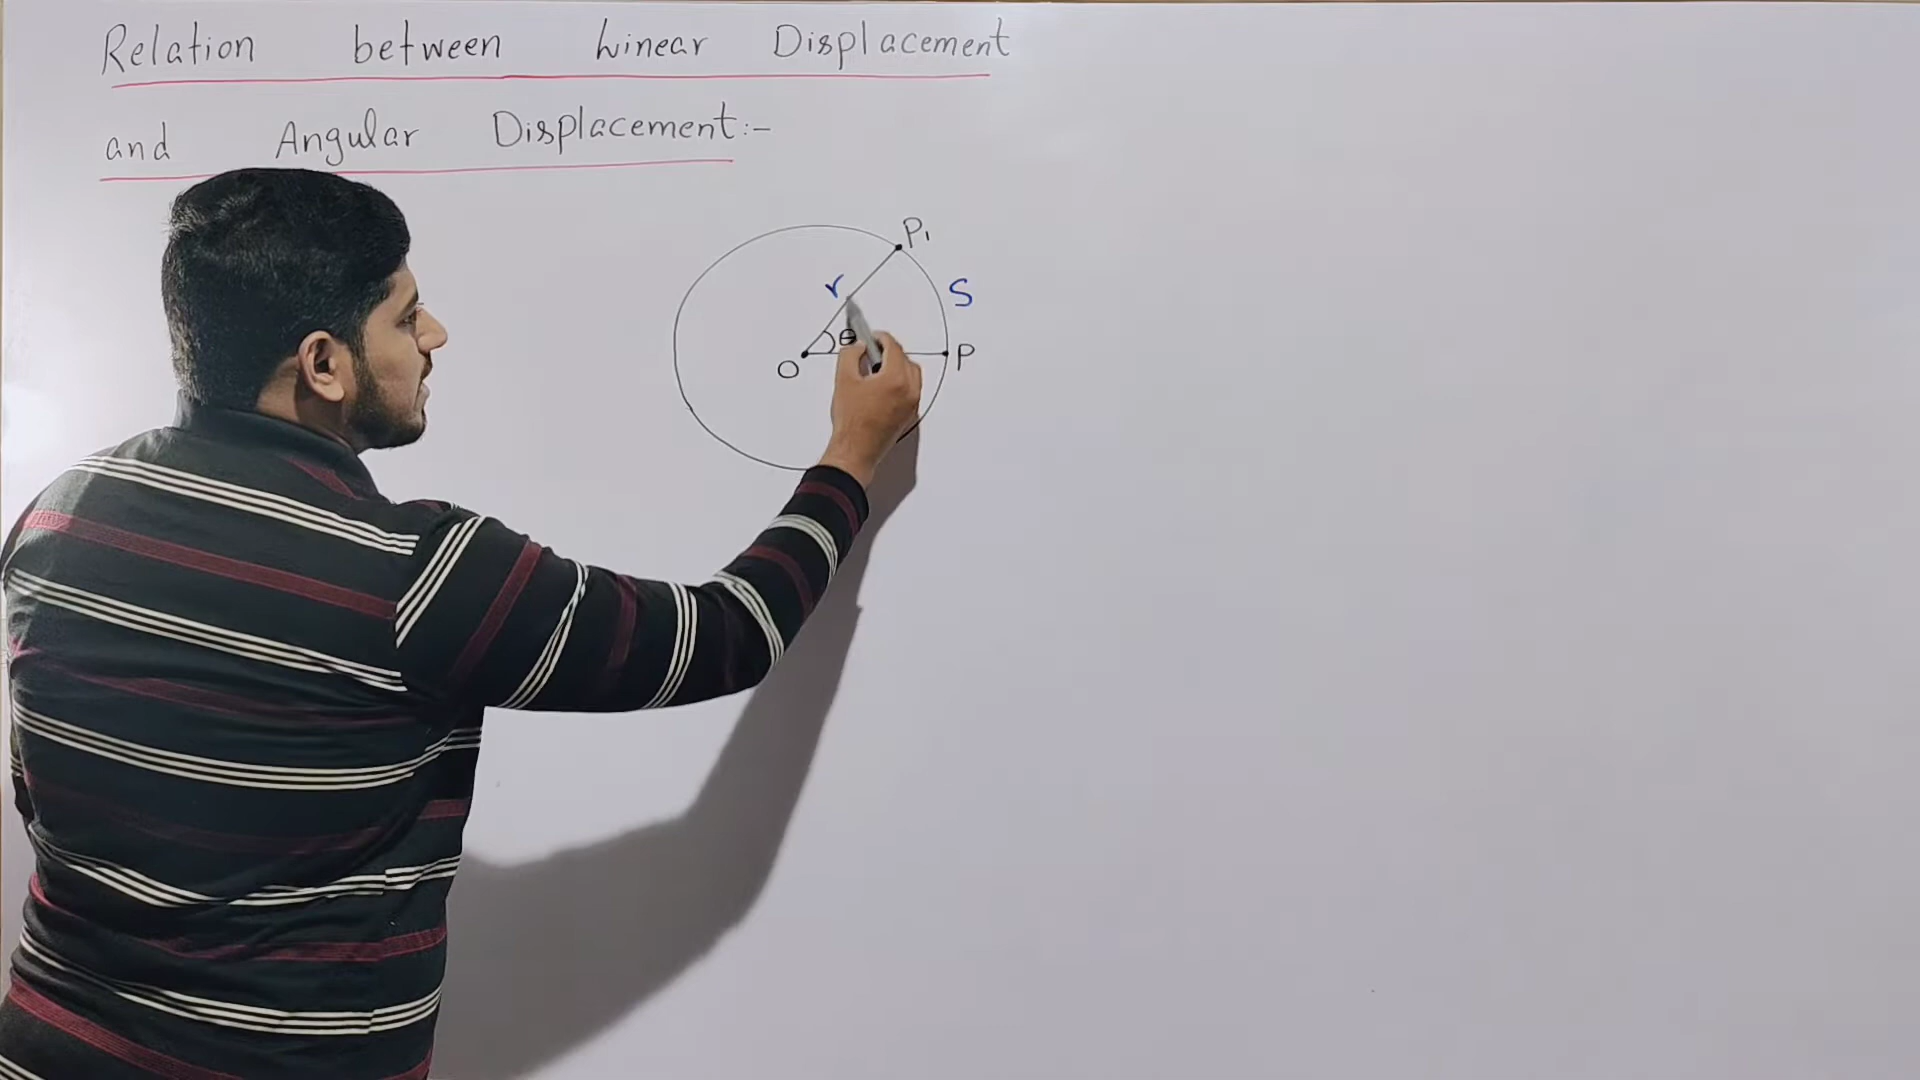 Relation between Linear Displacement
and Angular Displacement:-
P₁
r
S
θ
O
P